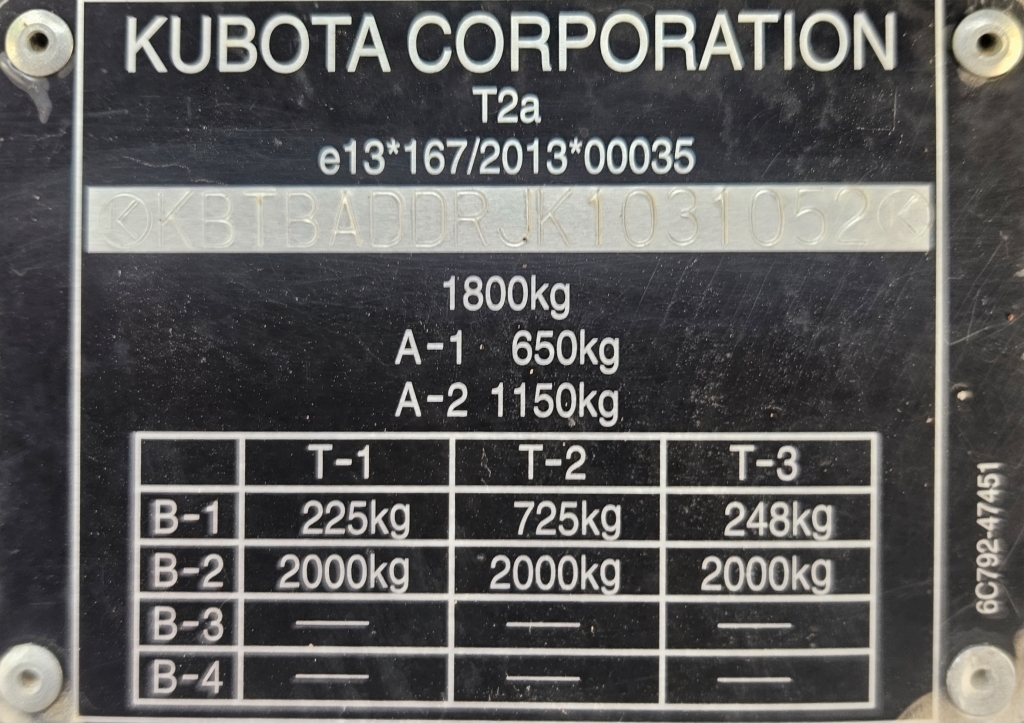 KUBOTA CORPORATION
T2a
e13*167/2013*00035
KBTBADDRJK1031052
1800kg
A-1 650kg
A-2 1150kg
T-1 T-2 T-3
B-1 225kg 725kg 248kg
B-2 2000kg 2000kg 2000kg
B-3 — — —
B-4 — — —
6C792-47451